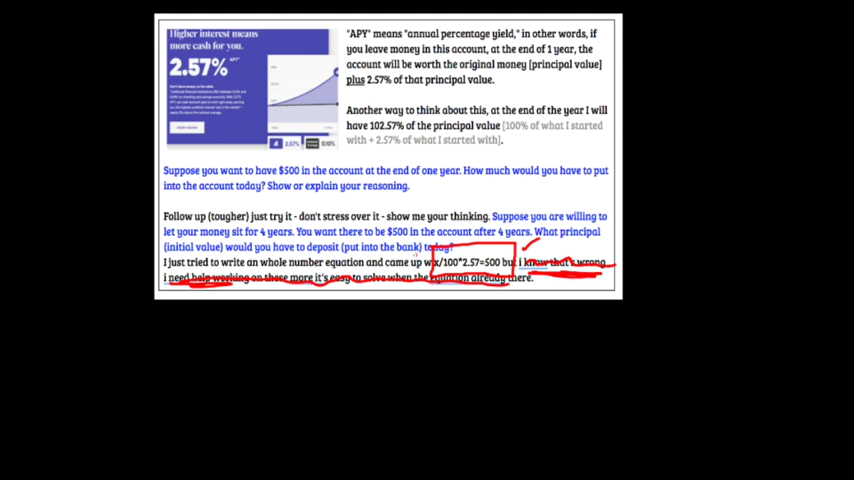 Higher interest means
more cash for you.
2.57% APY*
2.57%
0.10%
"APY" means "annual percentage yield," in other words, if
you leave money in this account, at the end of 1 year, the
account will be worth the original money [principal value]
plus 2.57% of that principal value.
Another way to think about this, at the end of the year I will
have 102.57% of the principal value [100% of what I started
with + 2.57% of what I started with].
Suppose you want to have $500 in the account at the end of one year. How much would you have to put
into the account today? Show or explain your reasoning.
Follow up (tougher) just try it - don't stress over it - show me your thinking. Suppose you are willing to
let your money sit for 4 years. You want there to be $500 in the account after 4 years. What principal
(initial value) would you have to deposit (put into the bank) today?
I just tried to write an whole number equation and came up w x/100*2.57=500 but i know that's wrong
i need help working on these more it's easy to solve when the equation already there.